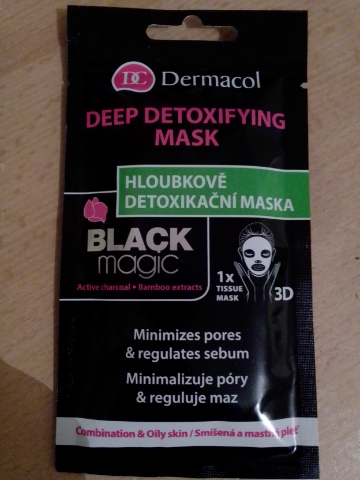 DC Dermacol
DEEP DETOXIFYING
MASK
HLOUBKOVĚ
DETOXIKAČNÍ MASKA
BLACK
magic
Active charcoal • Bamboo extracts
1x
TISSUE
MASK
3D
Minimizes pores
& regulates sebum
Minimalizuje póry
& reguluje maz
Combination & Oily skin / Smíšená a mastná pleť